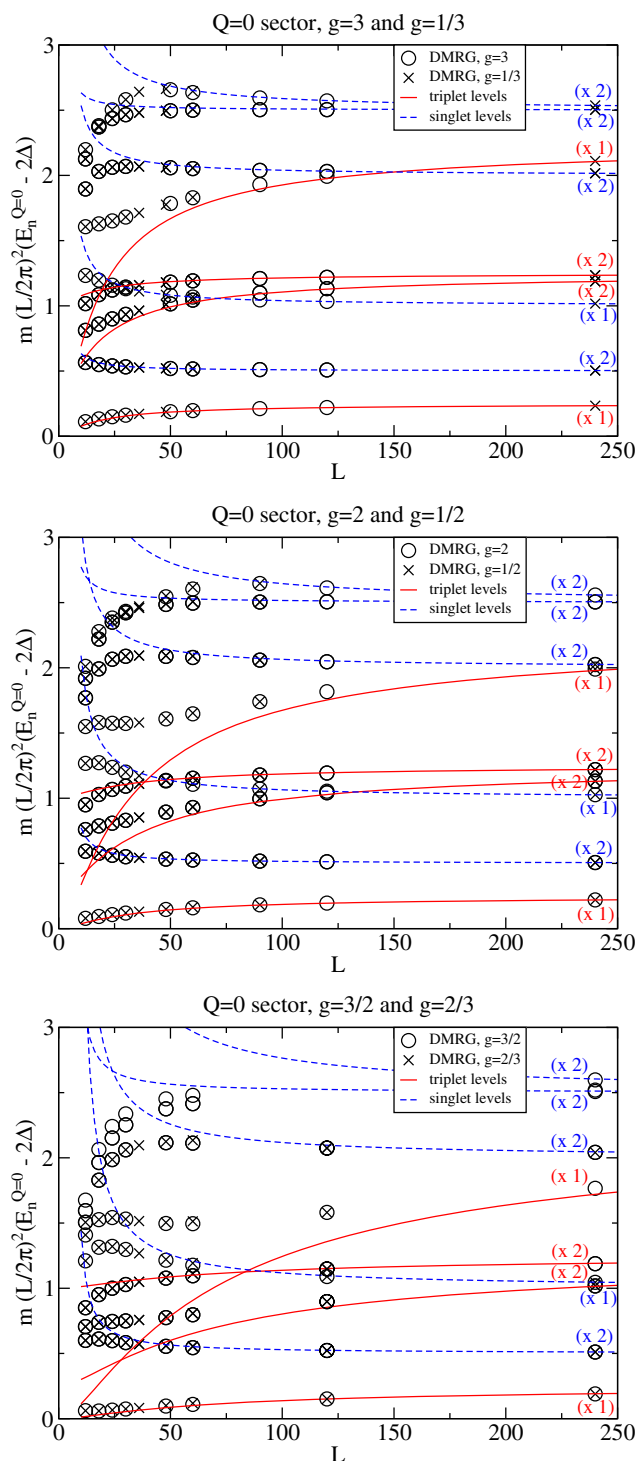 Q=0 sector, g=3 and g=1/3
m (L/2π)²(Eₙ^{Q=0} - 2Δ)
3
2
1
0
0
50
100
150
200
250
L
DMRG, g=3
DMRG, g=1/3
triplet levels
singlet levels
(x 2)
(x 2)
(x 1)
(x 2)
(x 2)
(x 2)
(x 1)
(x 2)
(x 1)
Q=0 sector, g=2 and g=1/2
m (L/2π)²(Eₙ^{Q=0} - 2Δ)
3
2
1
0
0
50
100
150
200
250
L
DMRG, g=2
DMRG, g=1/2
triplet levels
singlet levels
(x 2)
(x 2)
(x 2)
(x 1)
(x 2)
(x 2)
(x 1)
(x 2)
(x 1)
Q=0 sector, g=3/2 and g=2/3
m (L/2π)²(Eₙ^{Q=0} - 2Δ)
3
2
1
0
0
50
100
150
200
250
L
DMRG, g=3/2
DMRG, g=2/3
triplet levels
singlet levels
(x 2)
(x 2)
(x 2)
(x 1)
(x 2)
(x 2)
(x 1)
(x 2)
(x 1)